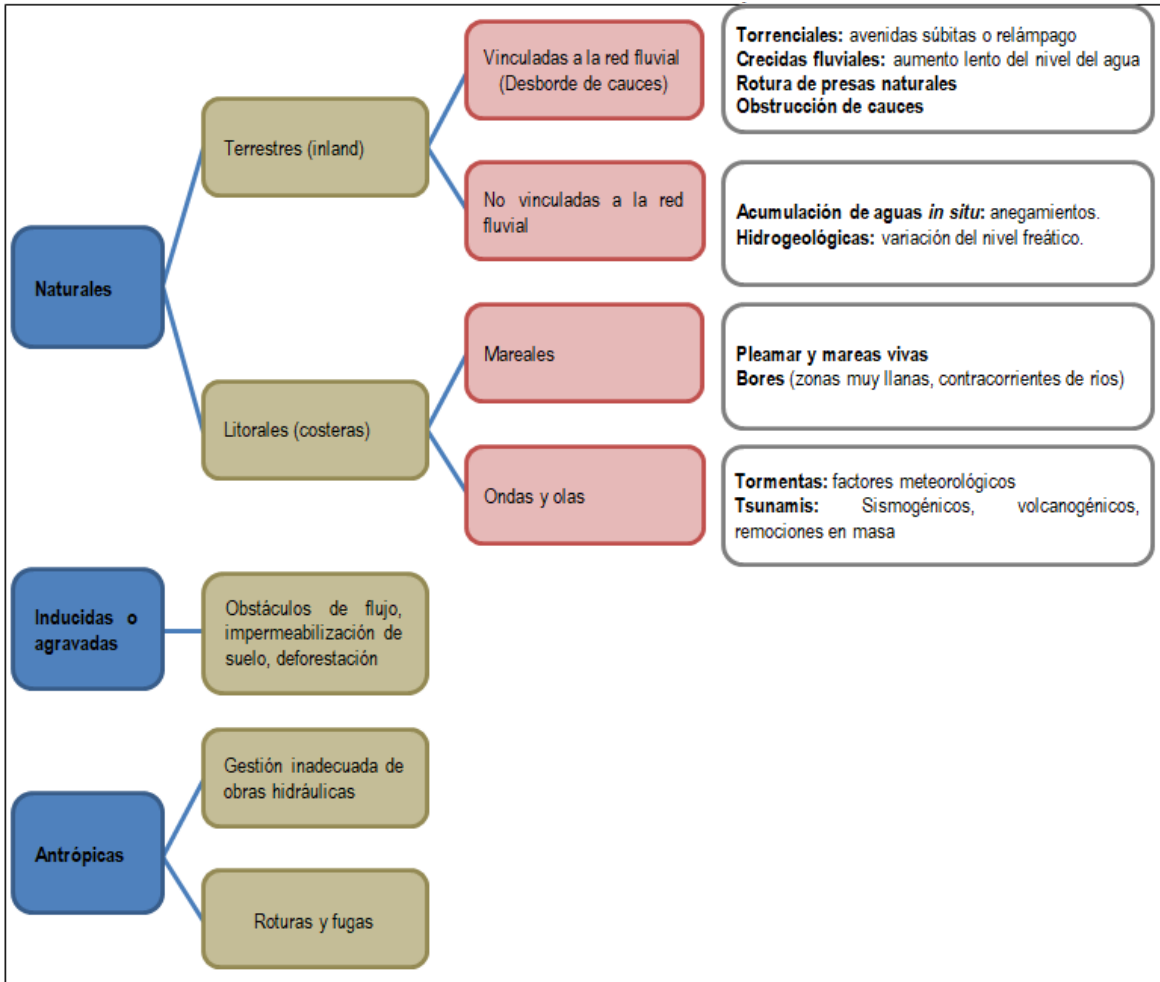 Naturales
Terrestres (inland)
Vinculadas a la red fluvial
(Desborde de cauces)
Torrenciales: avenidas súbitas o relámpago
Crecidas fluviales: aumento lento del nivel del agua
Rotura de presas naturales
Obstrucción de cauces
No vinculadas a la red
fluvial
Acumulación de aguas in situ: anegamientos.
Hidrogeológicas: variación del nivel freático.
Litorales (costeras)
Mareales
Pleamar y mareas vivas
Bores (zonas muy llanas, contracorrientes de ríos)
Ondas y olas
Tormentas: factores meteorológicos
Tsunamis: Sismogénicos, volcanogénicos,
remociones en masa
Inducidas o
agravadas
Obstáculos de flujo,
impermeabilización de
suelo, deforestación
Antrópicas
Gestión inadecuada de
obras hidráulicas
Roturas y fugas